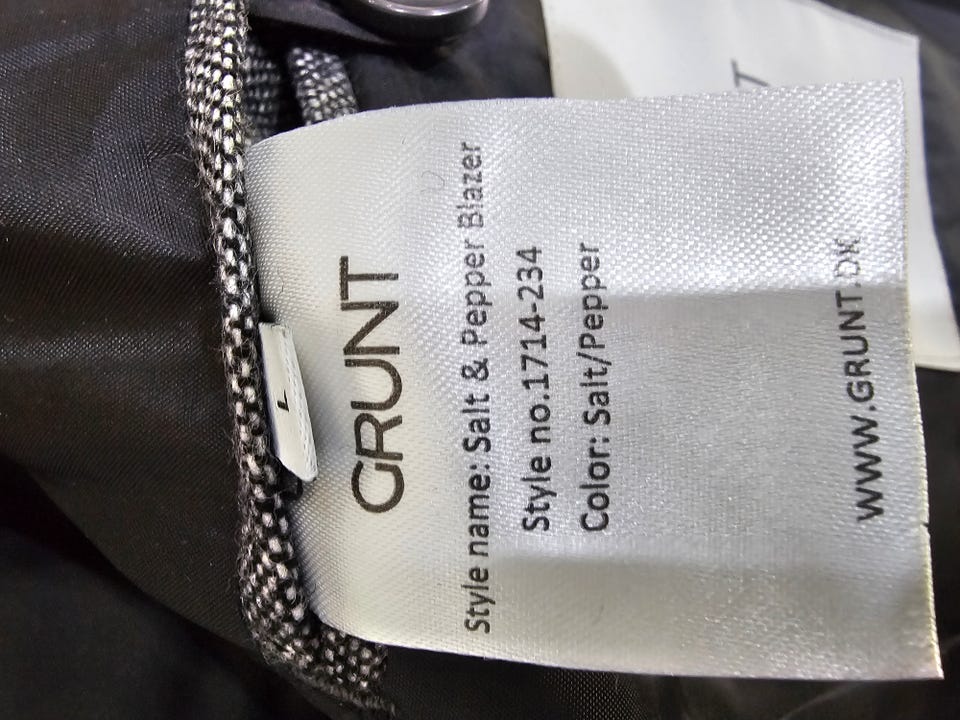 L
GRUNT
Style name: Salt & Pepper Blazer
Style no.1714-234
Color: Salt/Pepper
WWW.GRUNT.DK